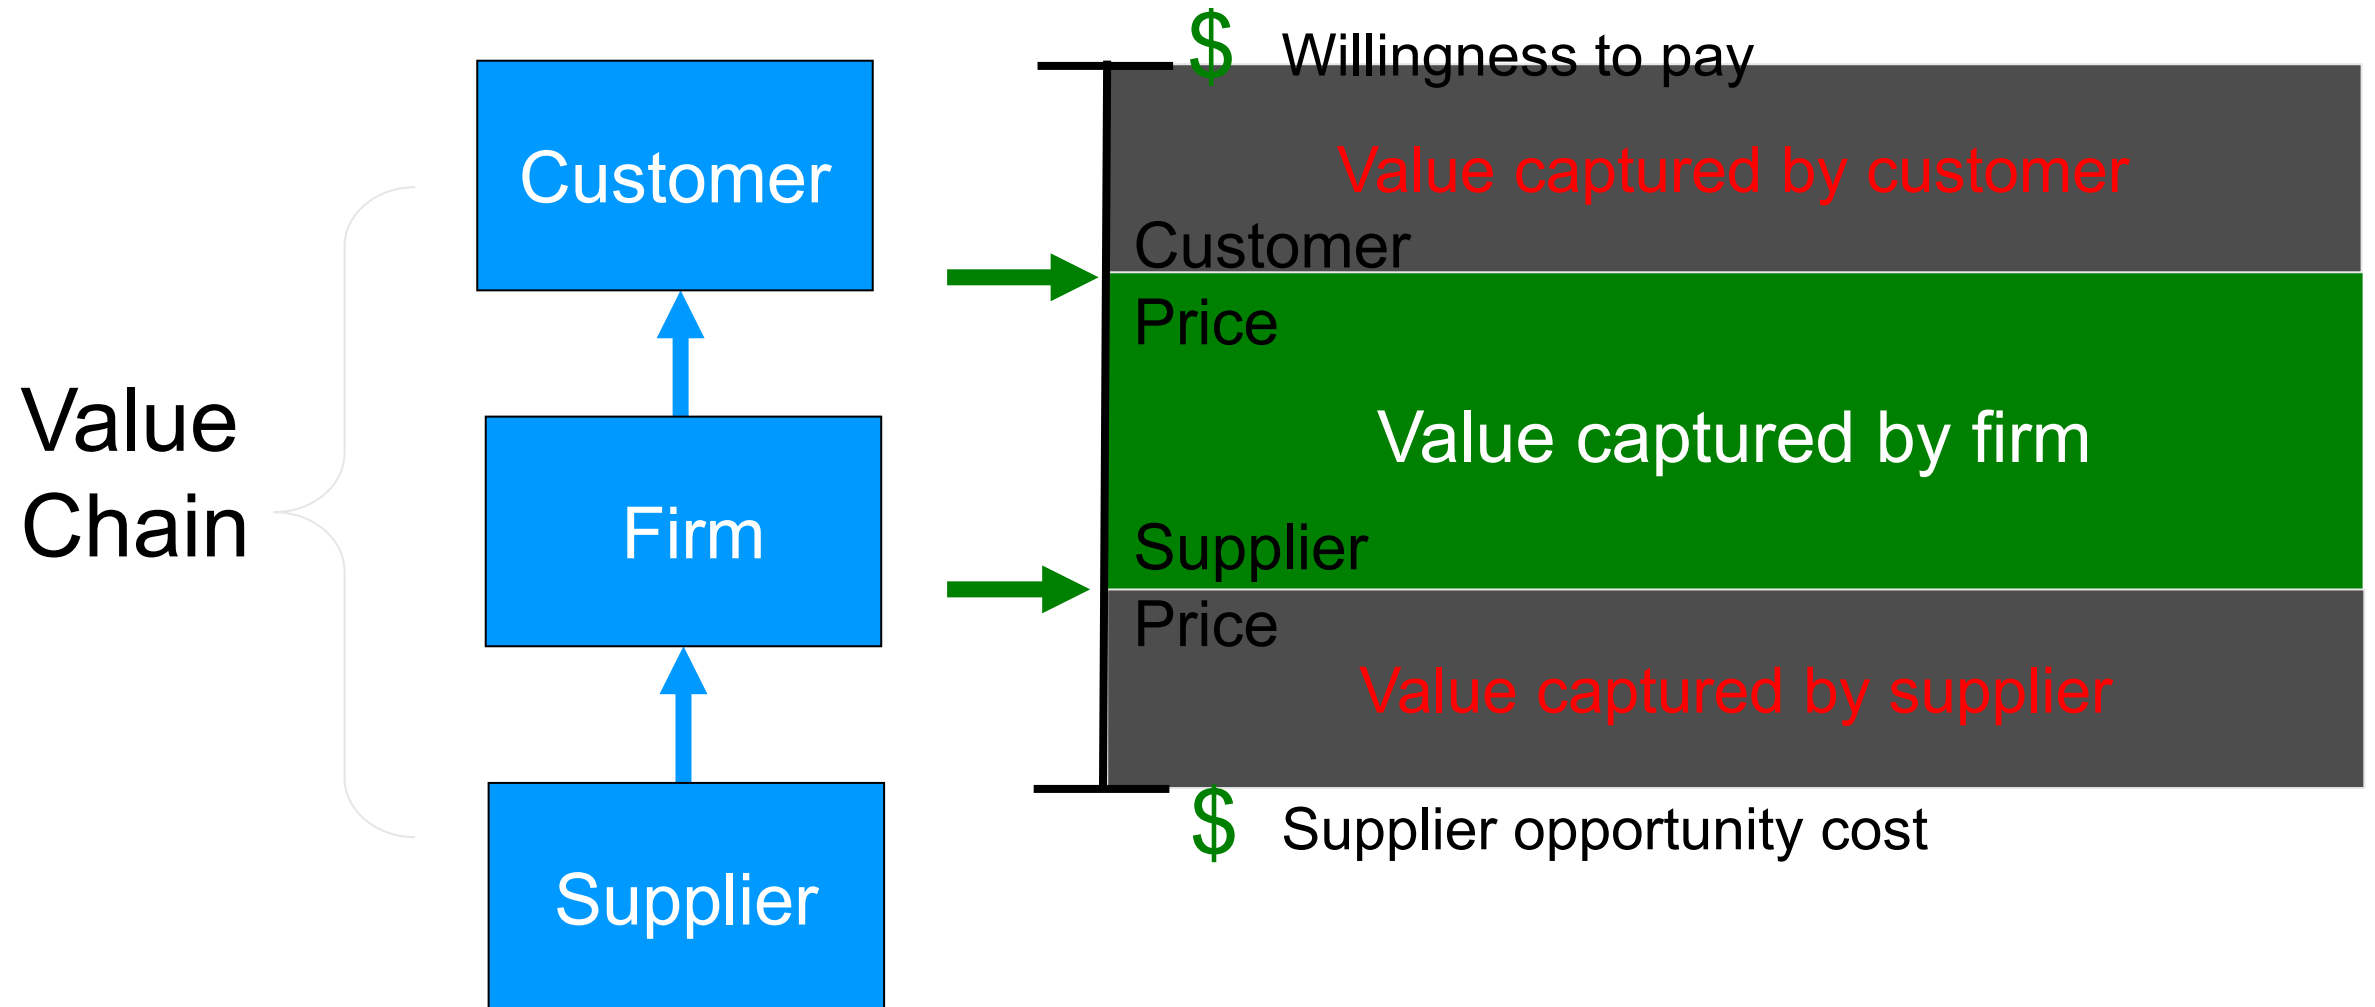 Value
Chain
Customer
Firm
Supplier
$ Willingness to pay
Value captured by customer
Customer
Price
Value captured by firm
Supplier
Price
Value captured by supplier
$ Supplier opportunity cost